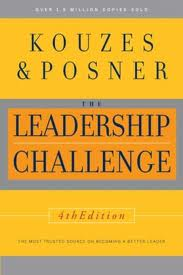 OVER 1.5 MILLION COPIES SOLD
KOUZES
& POSNER
THE
LEADERSHIP
CHALLENGE
4th Edition
THE MOST TRUSTED SOURCE ON BECOMING A BETTER LEADER